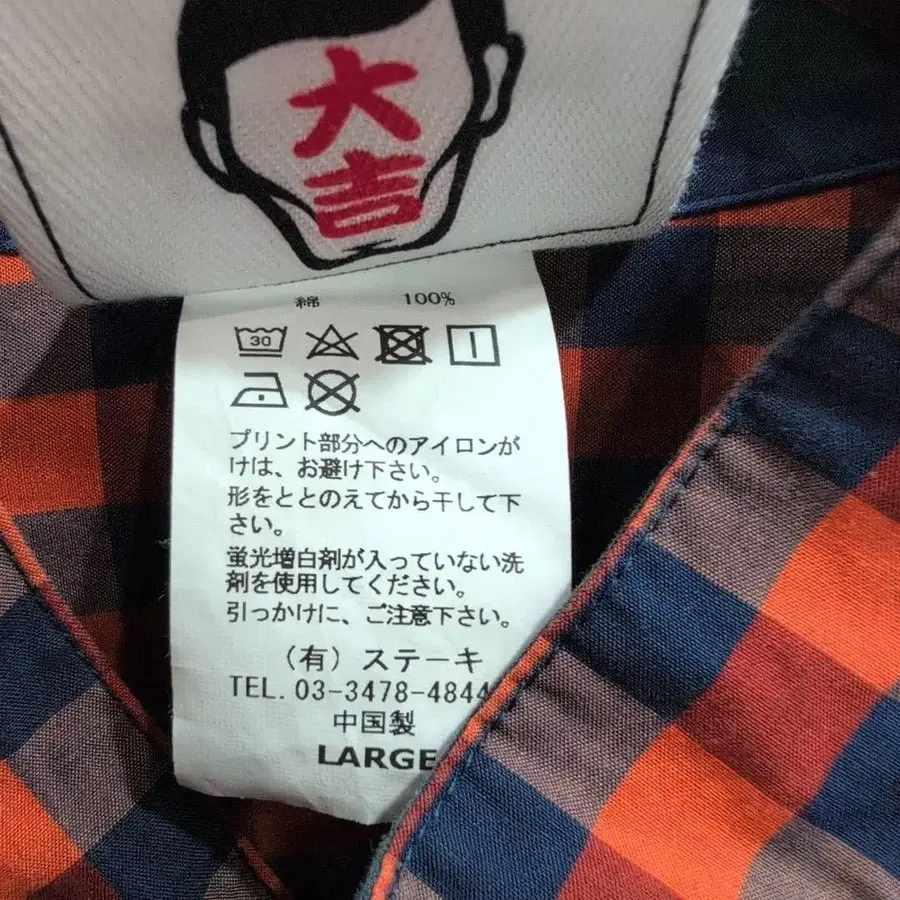 大
吉
綿 100%
30
プリント部分へのアイロンが
けは、お避け下さい。
形をととのえてから干して下
さい。
蛍光増白剤が入っていない洗
剤を使用してください。
引っかけに、ご注意下さい。
(有)ステーキ
TEL. 03-3478-4844
中国製
LARGE